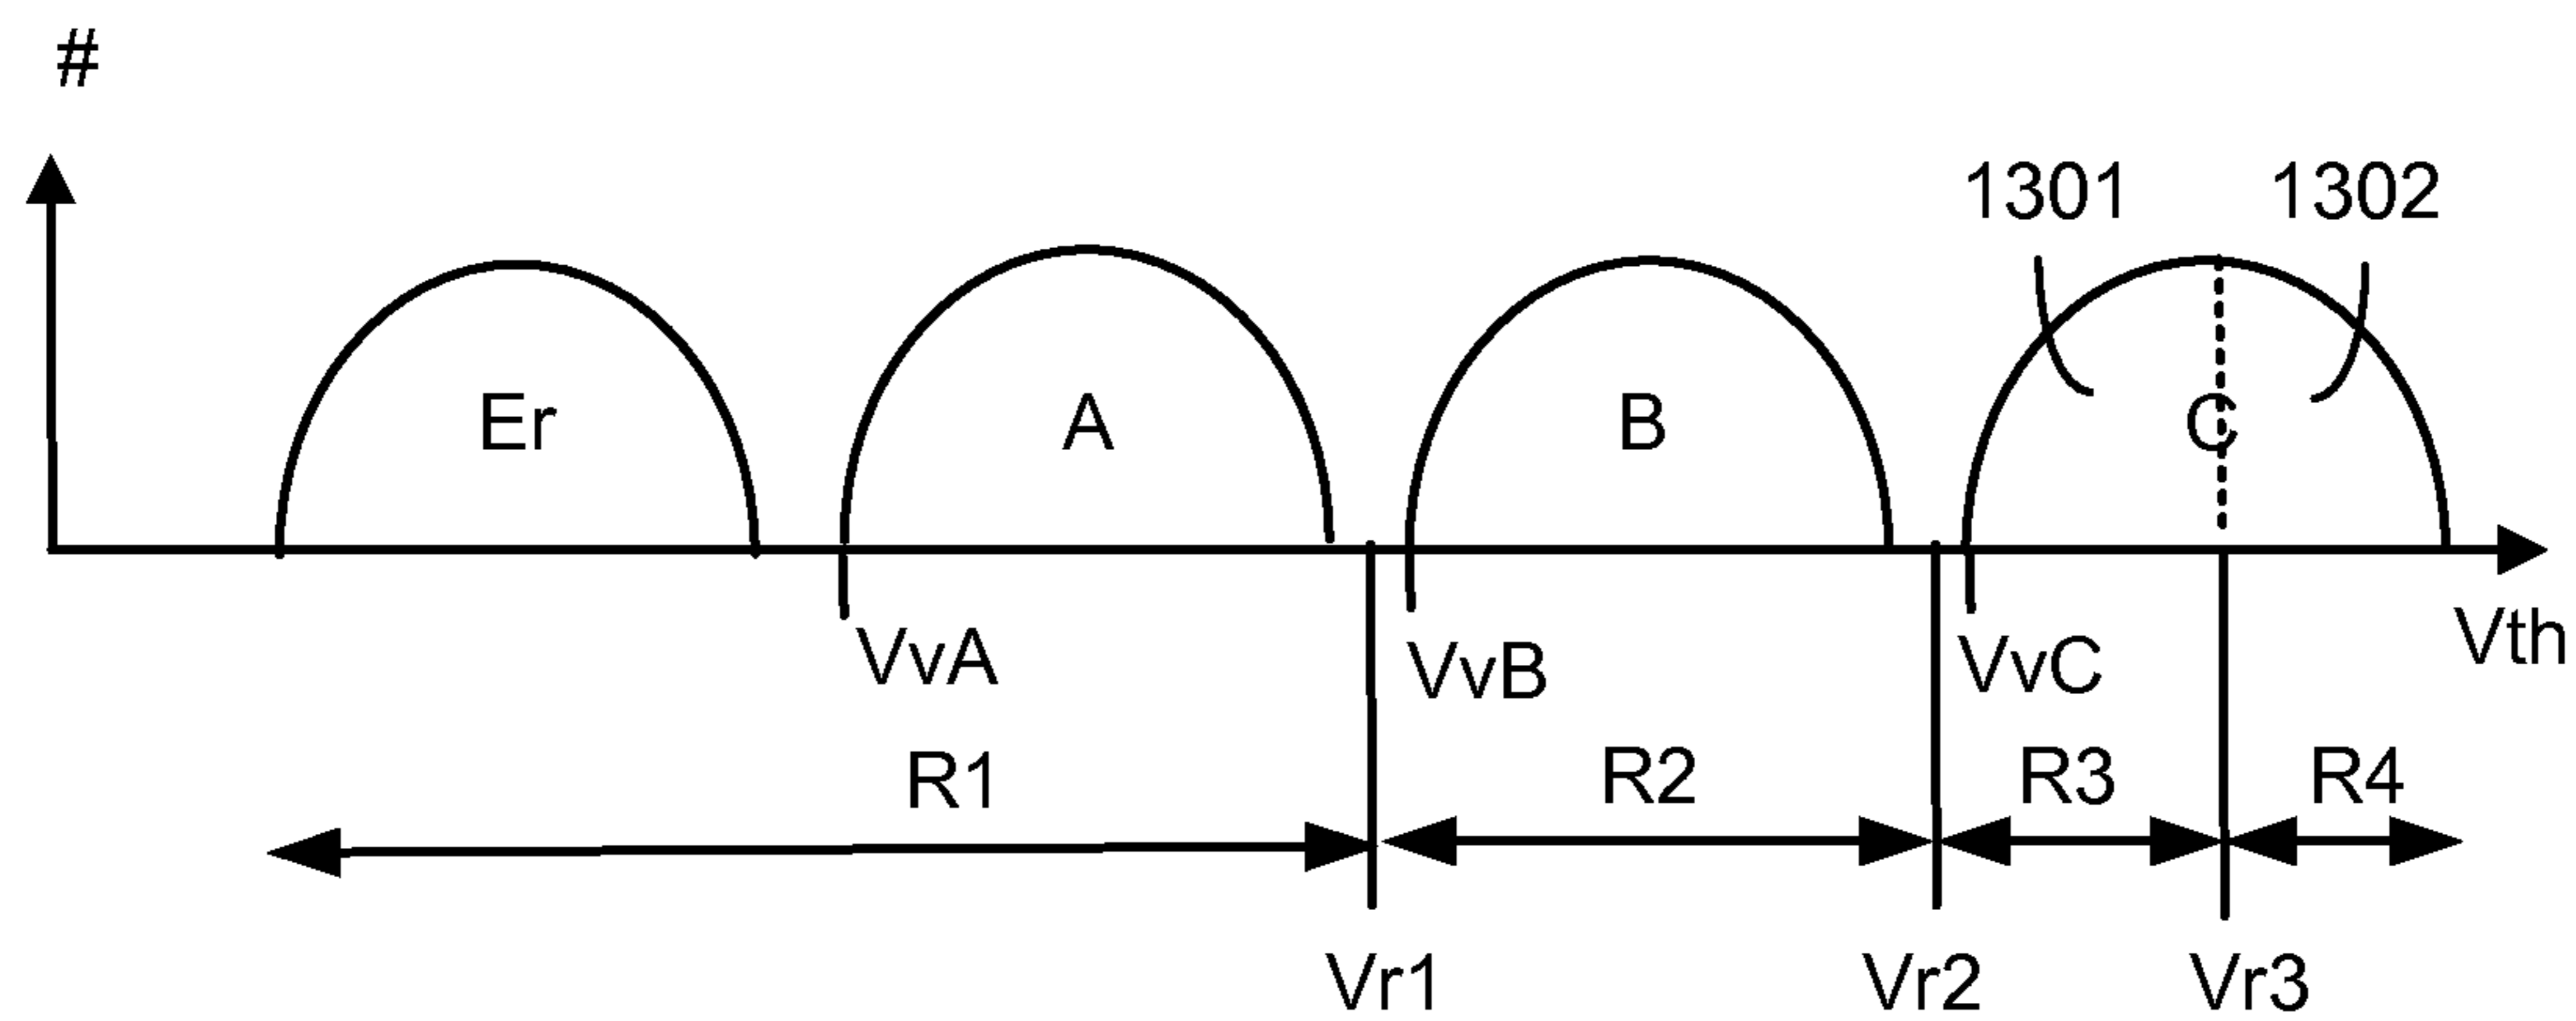 #
1301 1302
Er A B C
VvA VvB VvC Vth
R1 R2 R3 R4
Vr1 Vr2 Vr3